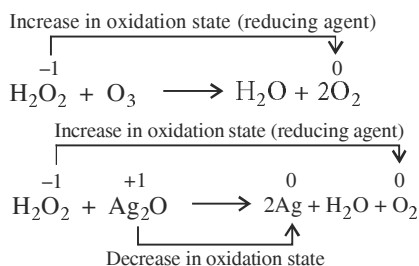 Increase in oxidation state (reducing agent)
–1 0
H₂O₂ + O₃ ⟶ H₂O + 2O₂
Increase in oxidation state (reducing agent)
–1 +1 0 0
H₂O₂ + Ag₂O ⟶ 2Ag + H₂O + O₂
Decrease in oxidation state